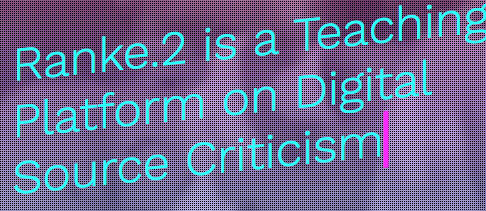 Ranke.2 is a Teaching
Platform on Digital
Source Criticism